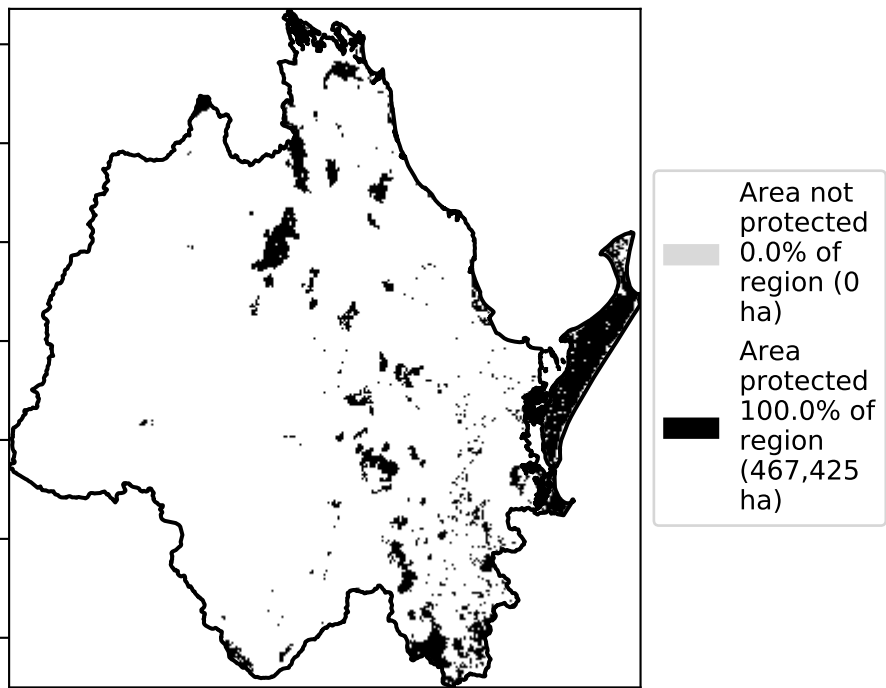 Area not
protected
0.0% of
region (0
ha)
Area
protected
100.0% of
region
(467,425
ha)